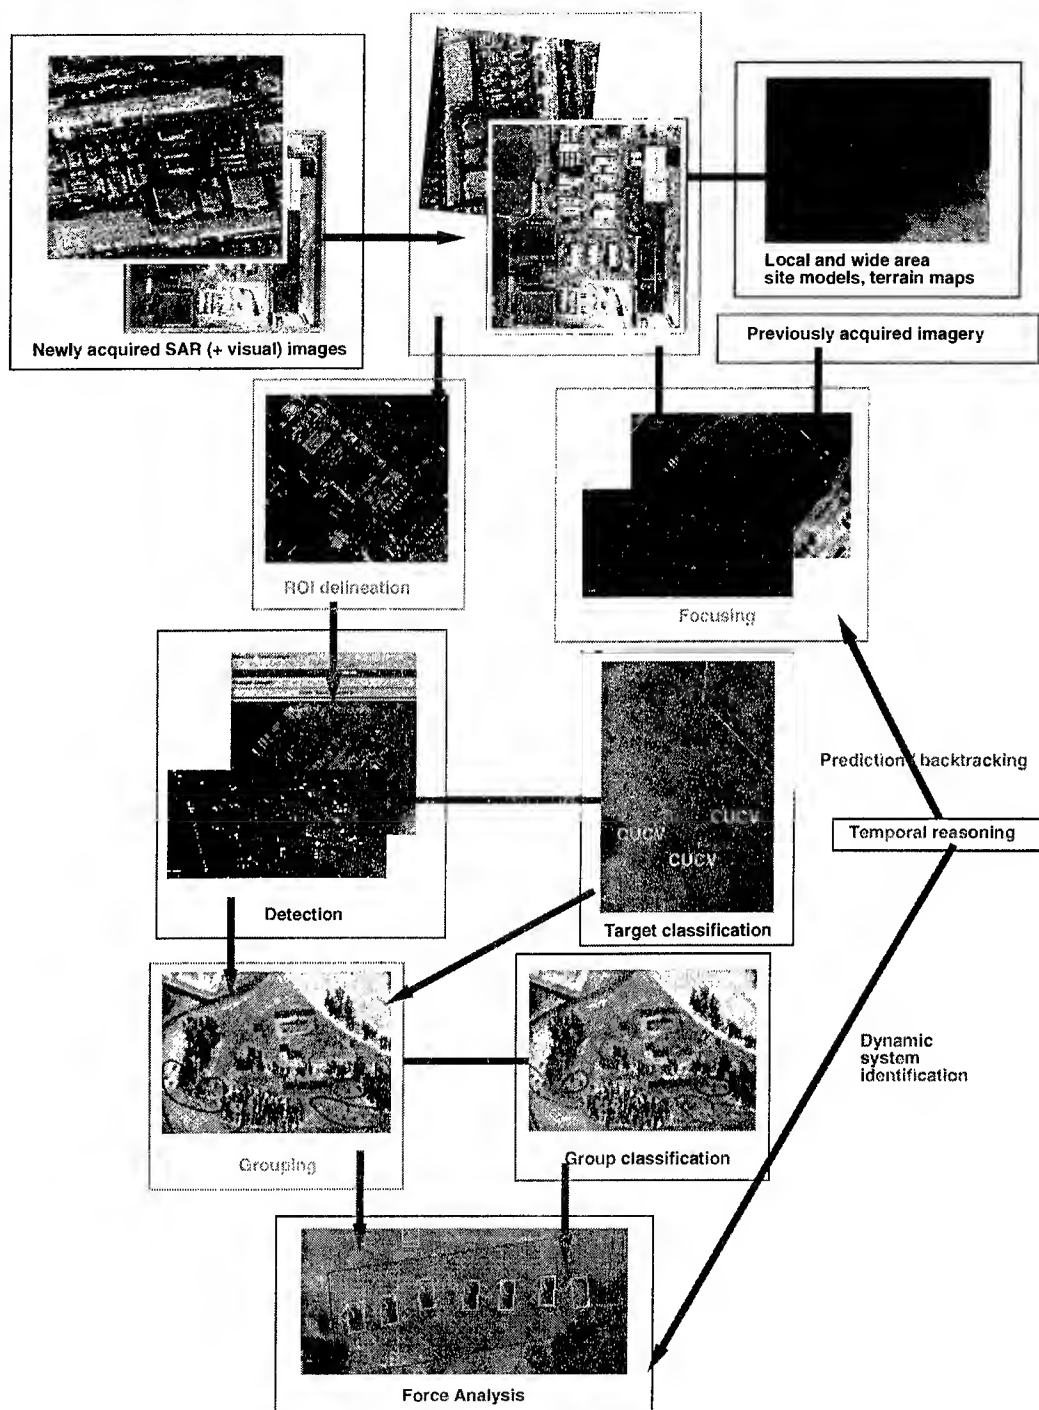 Local and wide area
site models, terrain maps
Newly acquired SAR (+ visual) images
Previously acquired imagery
ROI delineation
Focusing
Prediction / backtracking
Temporal reasoning
CUCV
CUCV
CUCV
Detection
Target classification
Dynamic
system
identification
Grouping
Group classification
Force Analysis